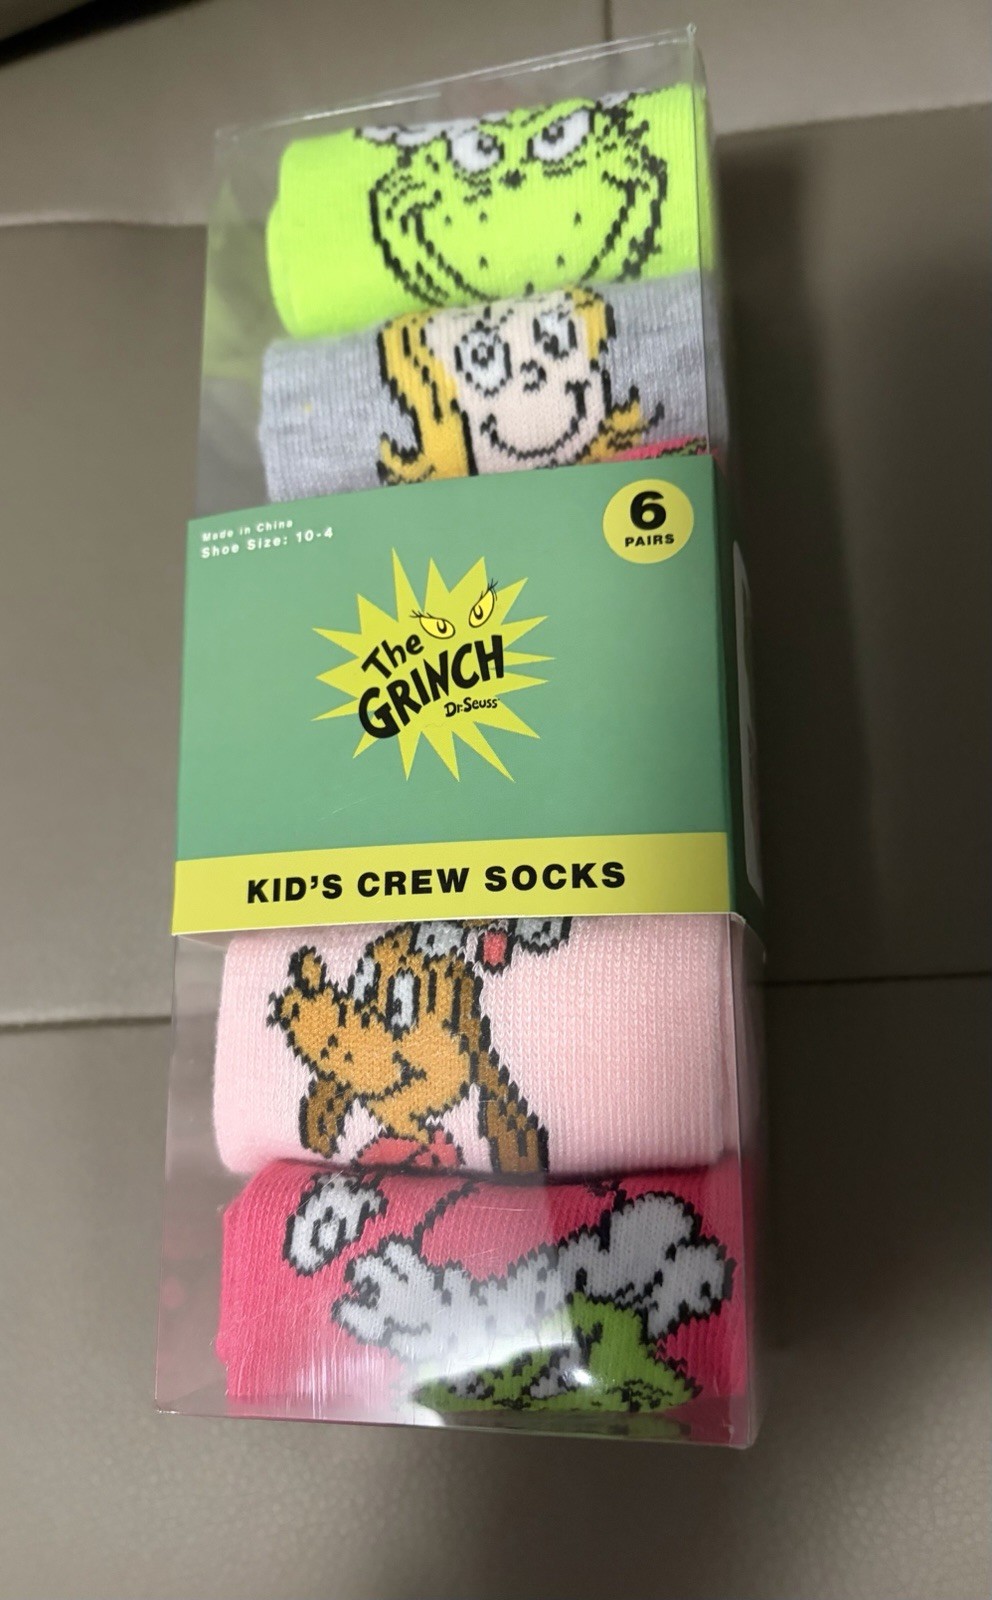 Made in China
Shoe Size: 10-4
6
PAIRS
The
GRINCH
Dr. Seuss
KID'S CREW SOCKS